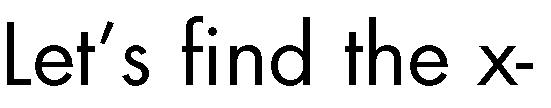 Let’s find the x-